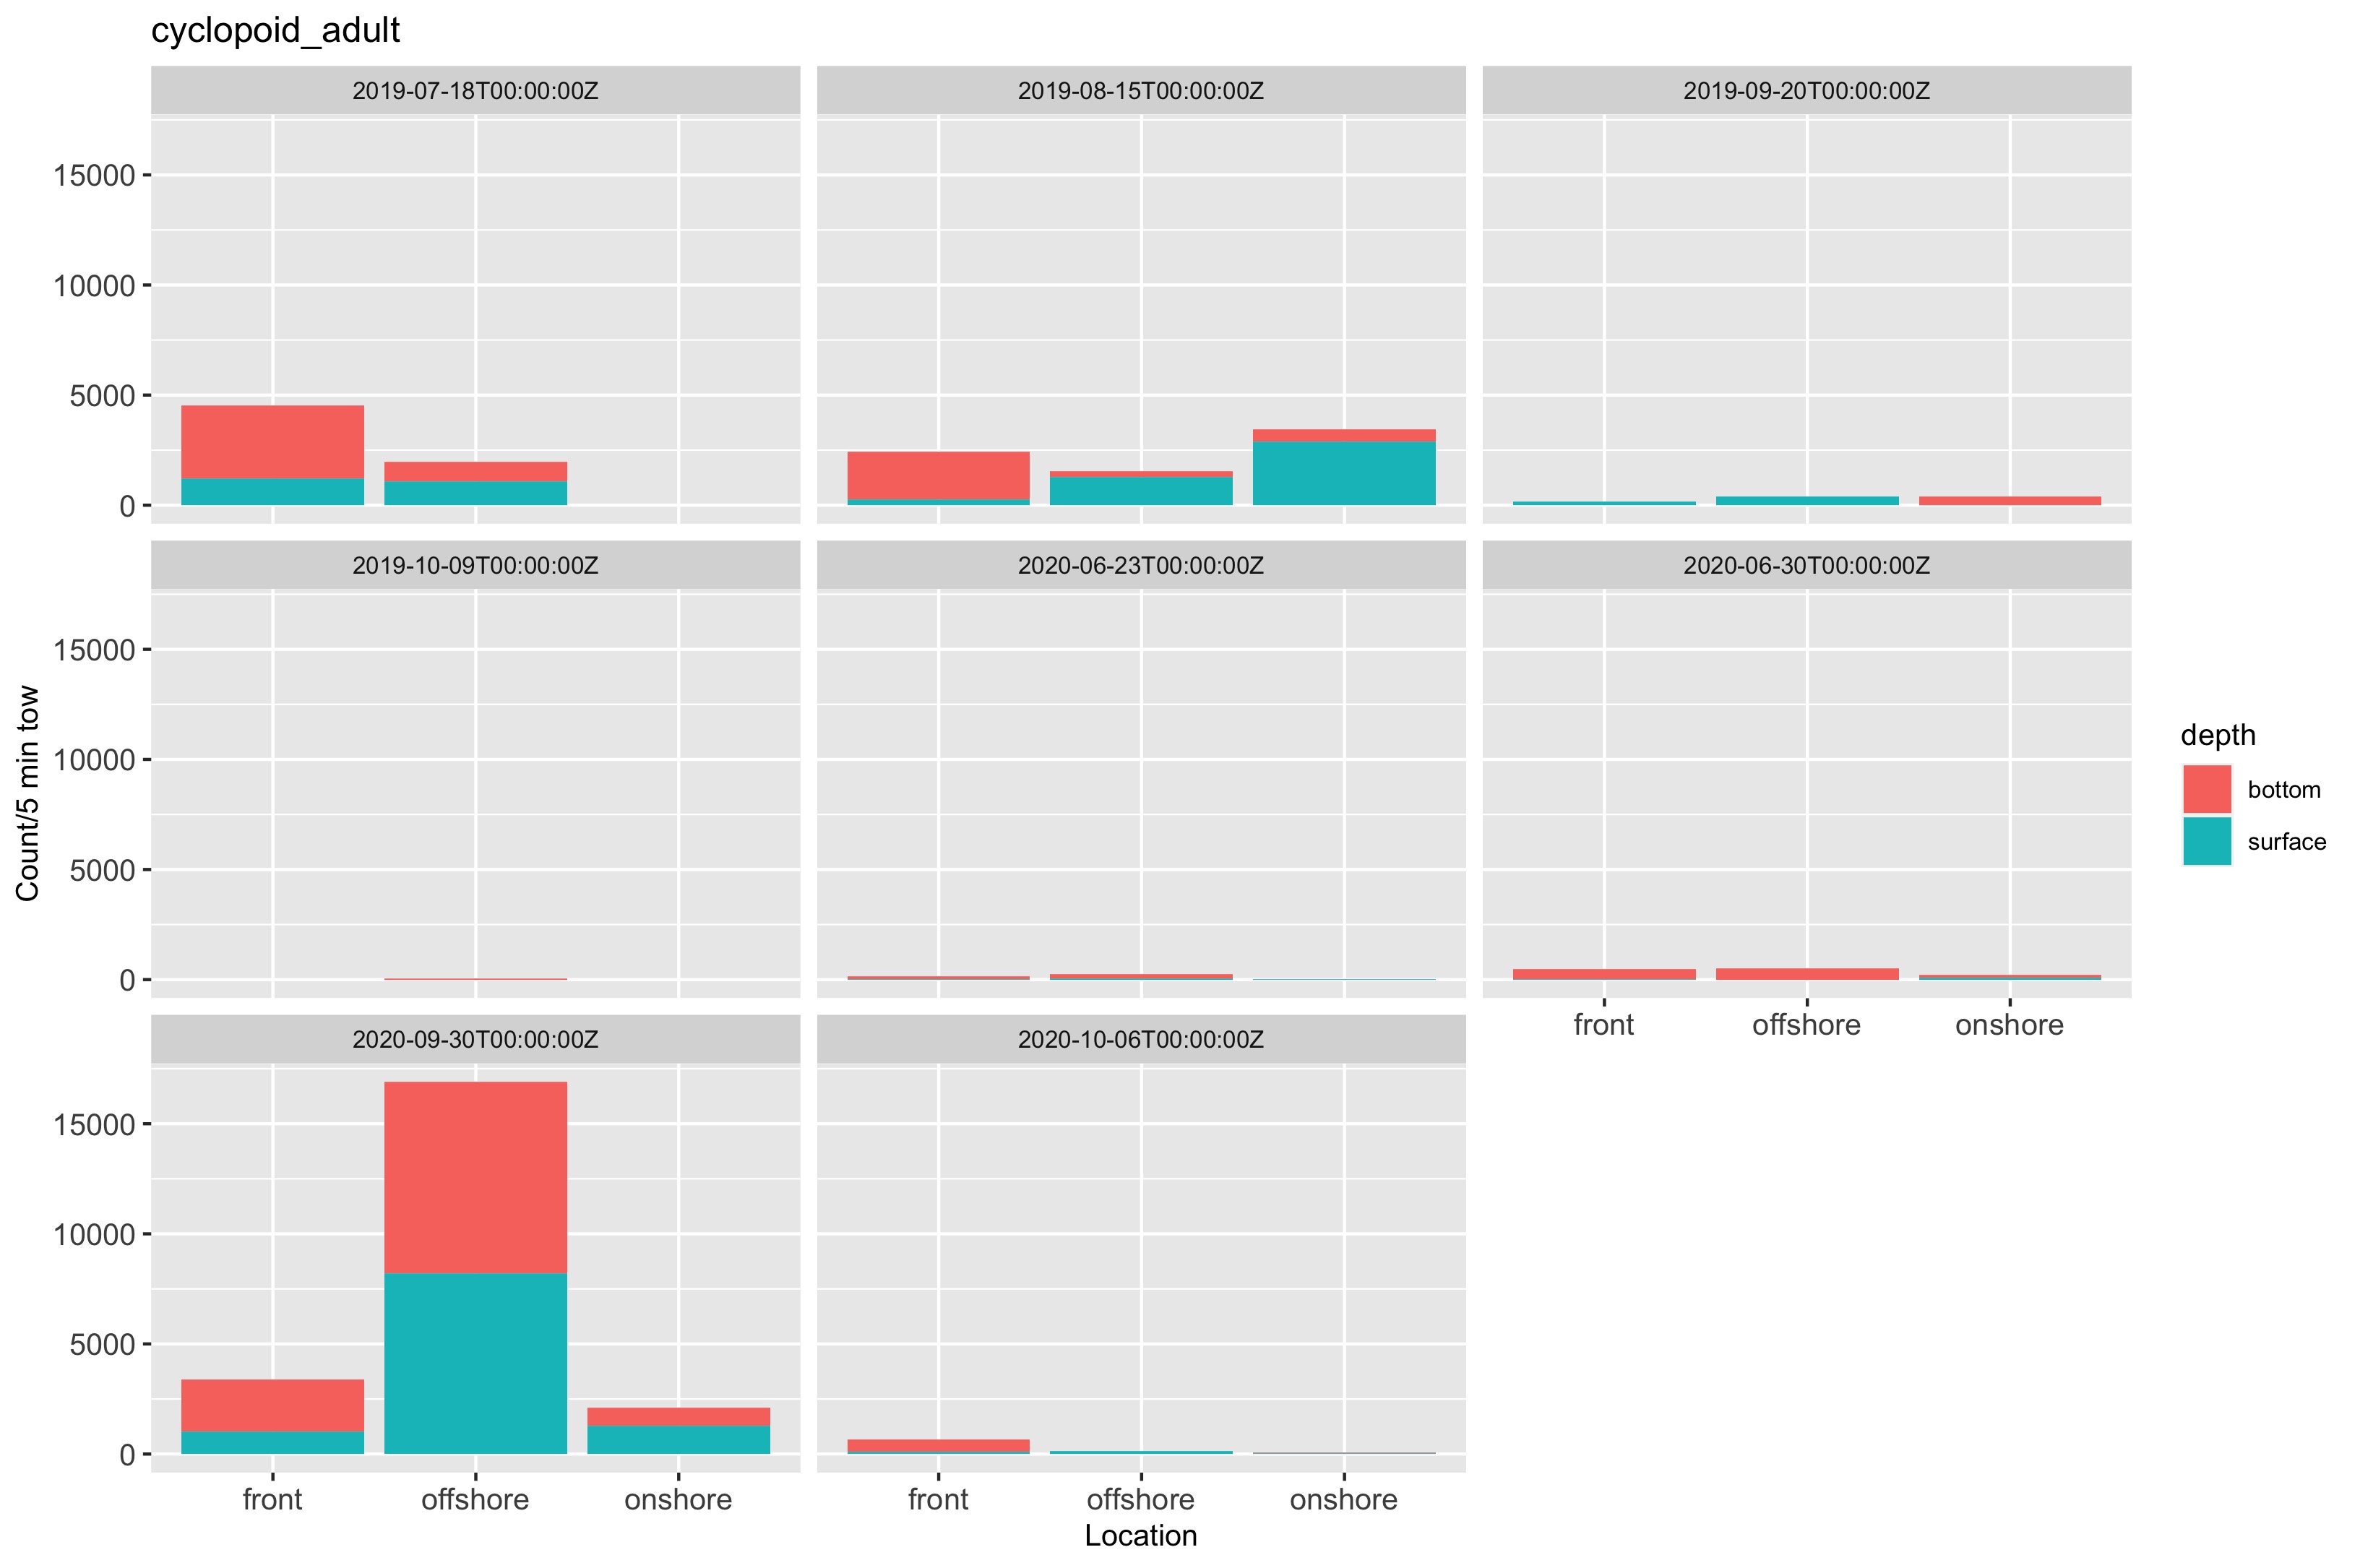 cyclopoid_adult
2019-07-18T00:00:00Z
2019-08-15T00:00:00Z
2019-09-20T00:00:00Z
15000
10000
5000
0
2019-10-09T00:00:00Z
2020-06-23T00:00:00Z
2020-06-30T00:00:00Z
15000
10000
5000
0
front
offshore
onshore
2020-09-30T00:00:00Z
2020-10-06T00:00:00Z
15000
10000
5000
0
front
offshore
onshore
front
offshore
onshore
Location
Count/5 min tow
depth
bottom
surface